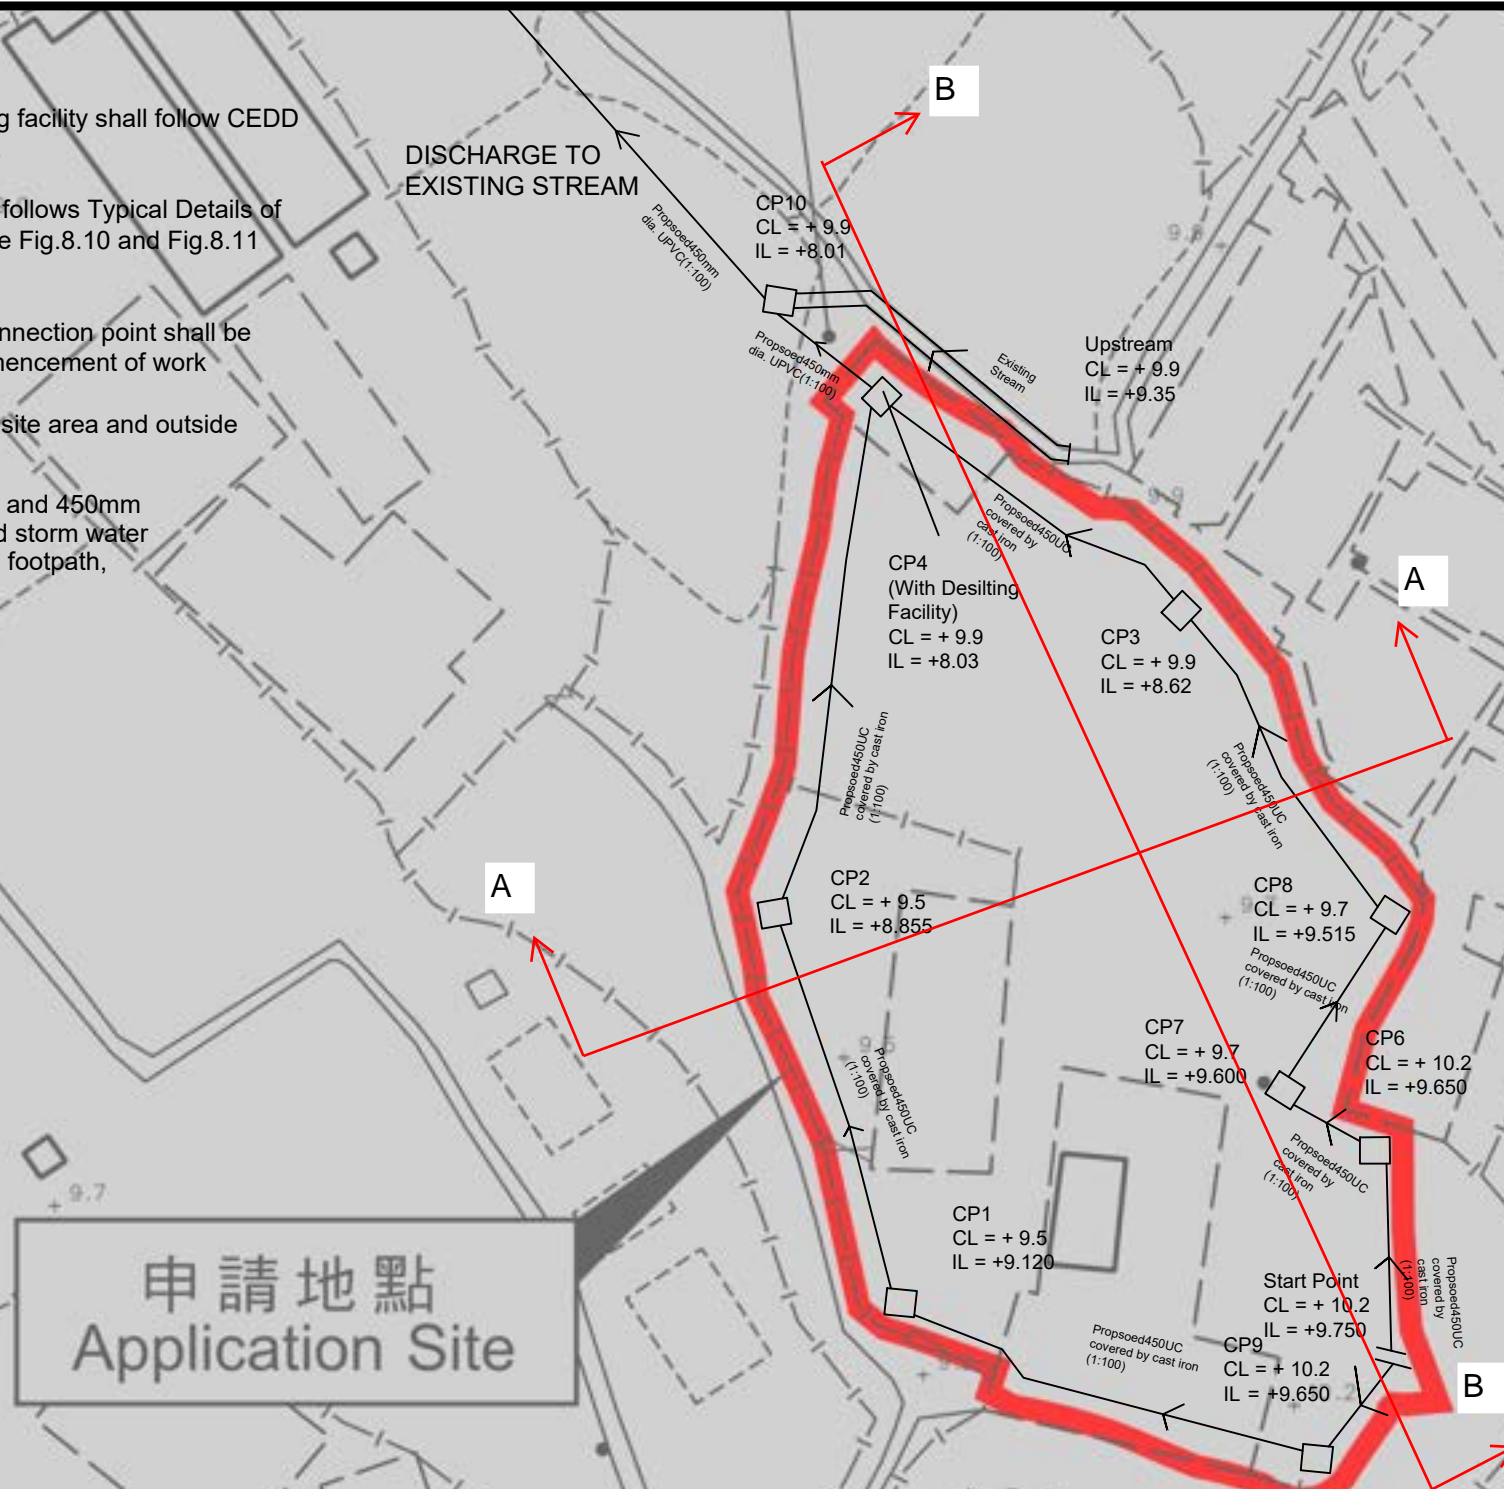 g facility shall follow CEDD
follows Typical Details of
e Fig.8.10 and Fig.8.11
nnection point shall be
nencement of work
site area and outside
and 450mm
d storm water
footpath,
DISCHARGE TO
EXISTING STREAM
B
CP10
CL = + 9.9
IL = +8.01
Propsoed450mm
dia. UPVC(1:100)
Propsoed450mm
dia. UPVC(1:100)
Existing
Stream
Upstream
CL = + 9.9
IL = +9.35
9.9
Propsoed450UC
covered by
cast iron
(1:100)
CP4
(With Desilting
Facility)
CL = + 9.9
IL = +8.03
A
CP3
CL = + 9.9
IL = +8.62
Propsoed450UC
covered by cast iron
(1:100)
Propsoed450UC
covered by cast iron
(1:100)
A
CP2
CL = + 9.5
IL = +8.855
CP8
CL = + 9.7
IL = +9.515
Propsoed450UC
covered by cast iron
(1:100)
CP7
CL = + 9.7
IL = +9.600
CP6
CL = + 10.2
IL = +9.650
Propsoed450UC
covered by cast iron
(1:100)
Propsoed450UC
covered by
cast iron
(1:100)
9.7
CP1
CL = + 9.5
IL = +9.120
申請地點
Application Site
Start Point
CL = + 10.2
IL = +9.750
Propsoed450UC
covered by
cast iron
(1:100)
CP9
CL = + 10.2
IL = +9.650
Propsoed450UC
covered by cast iron
(1:100)
B